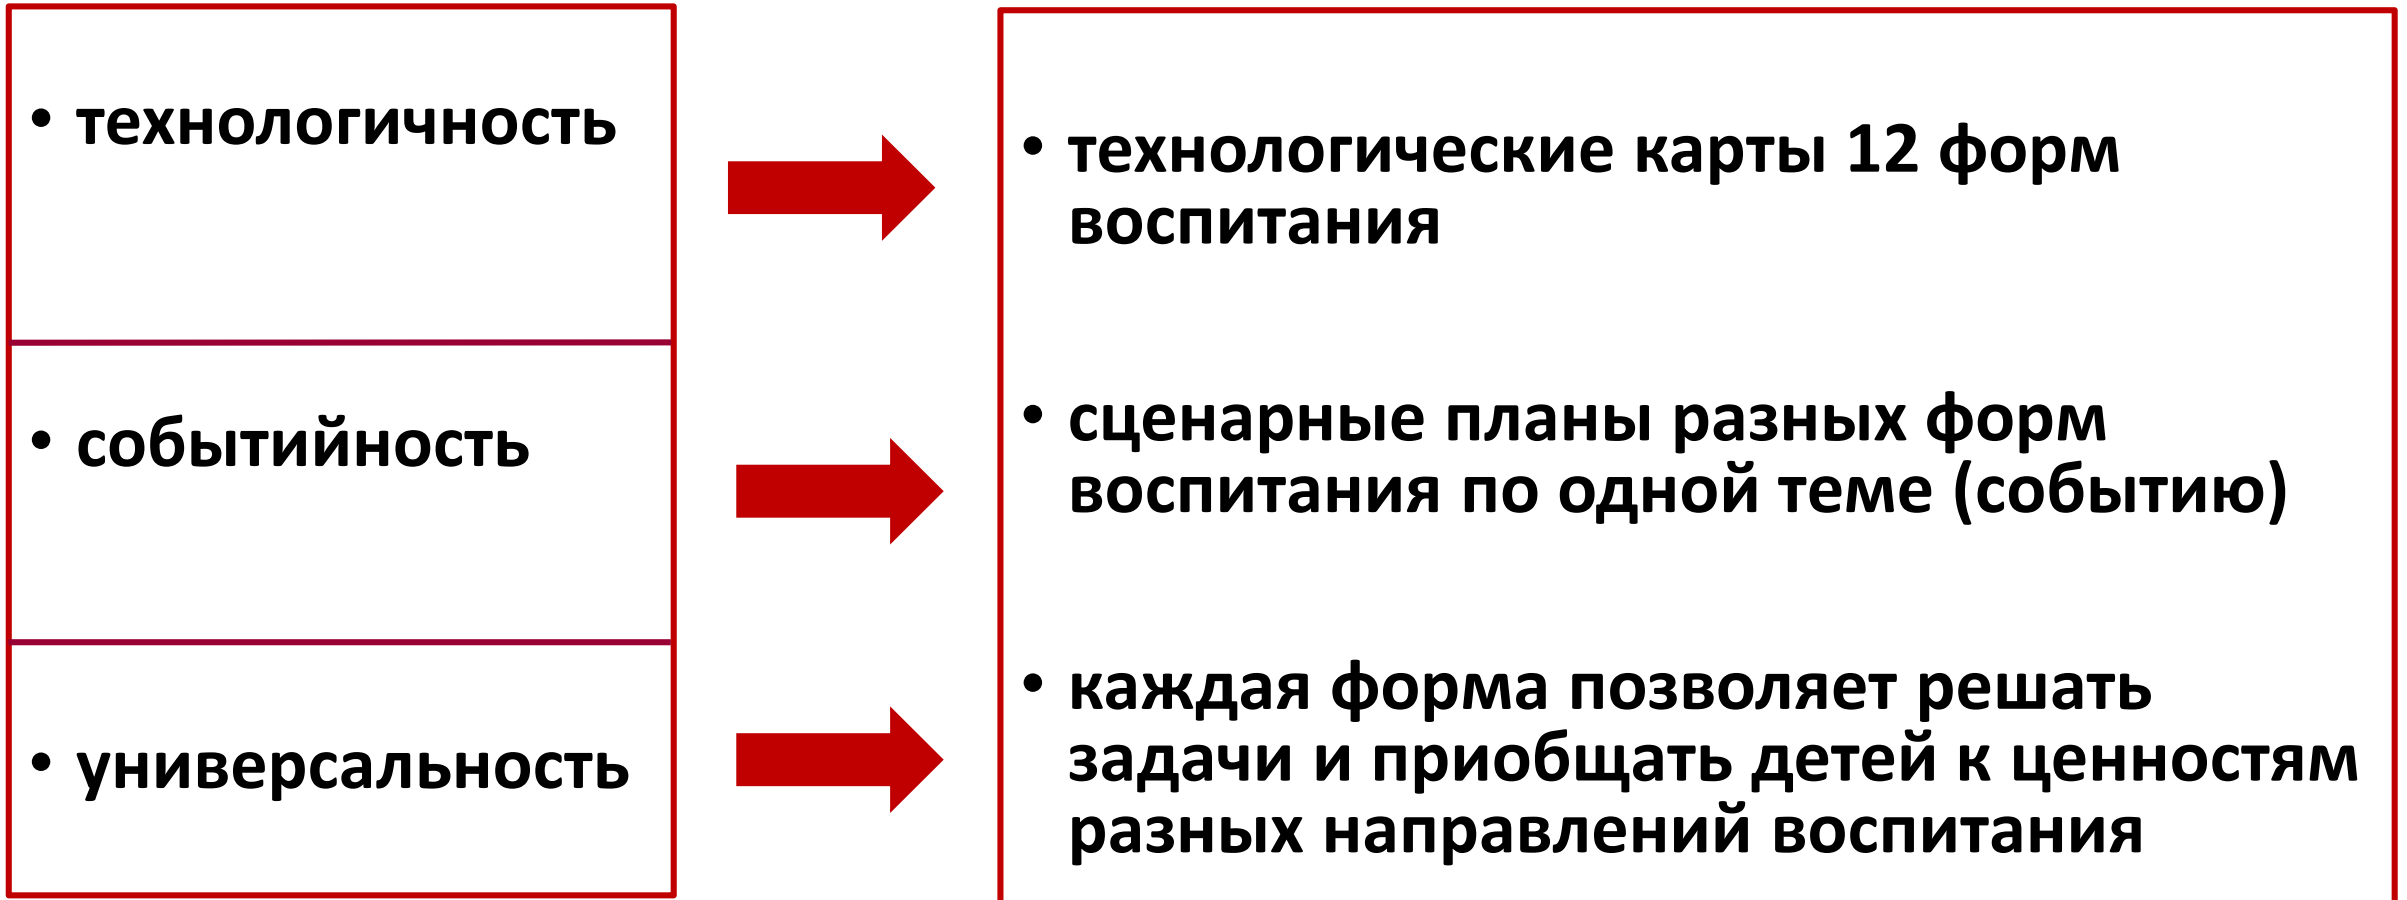 • технологичность
• событийность
• универсальность
• технологические карты 12 форм
воспитания
• сценарные планы разных форм
воспитания по одной теме (событию)
• каждая форма позволяет решать
задачи и приобщать детей к ценностям
разных направлений воспитания